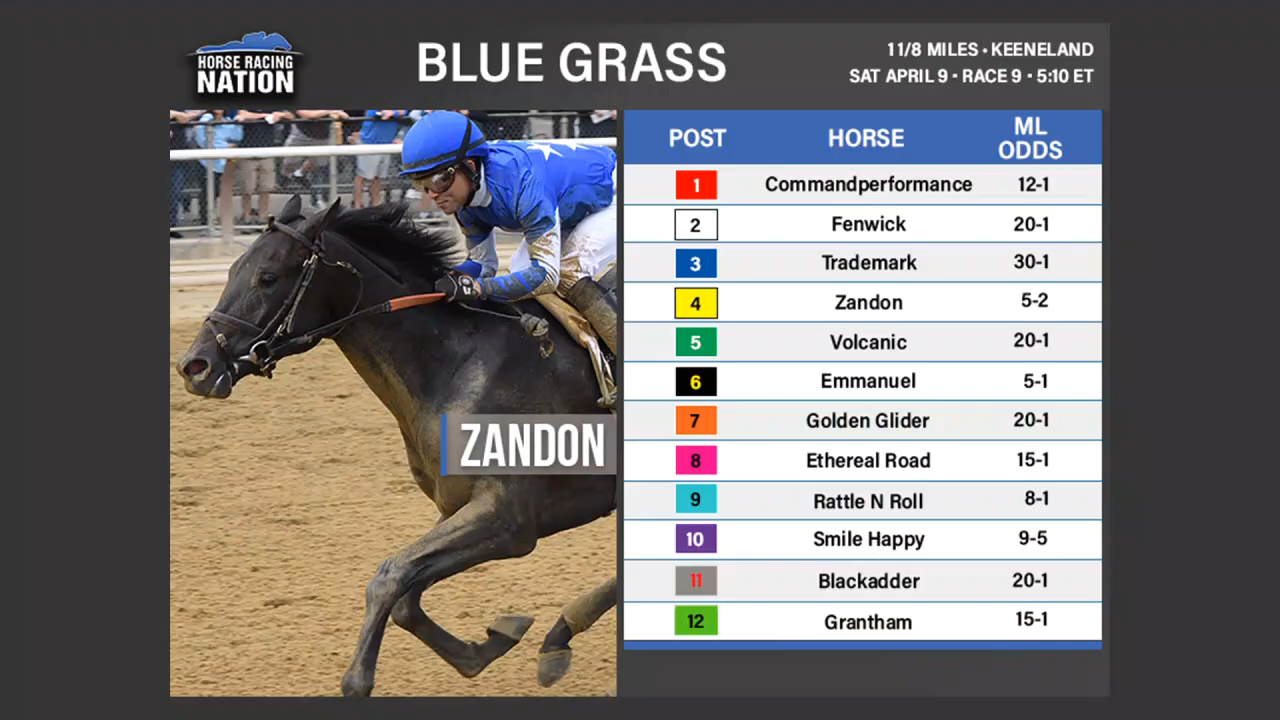 HORSE RACING
NATION
BLUE GRASS
11/8 MILES • KEENELAND
SAT APRIL 9 • RACE 9 • 5:10 ET
POST HORSE ML ODDS
1 Commandperformance 12-1
2 Fenwick 20-1
3 Trademark 30-1
4 Zandon 5-2
5 Volcanic 20-1
6 Emmanuel 5-1
7 Golden Glider 20-1
8 Ethereal Road 15-1
9 Rattle N Roll 8-1
10 Smile Happy 9-5
11 Blackadder 20-1
12 Grantham 15-1
ZANDON